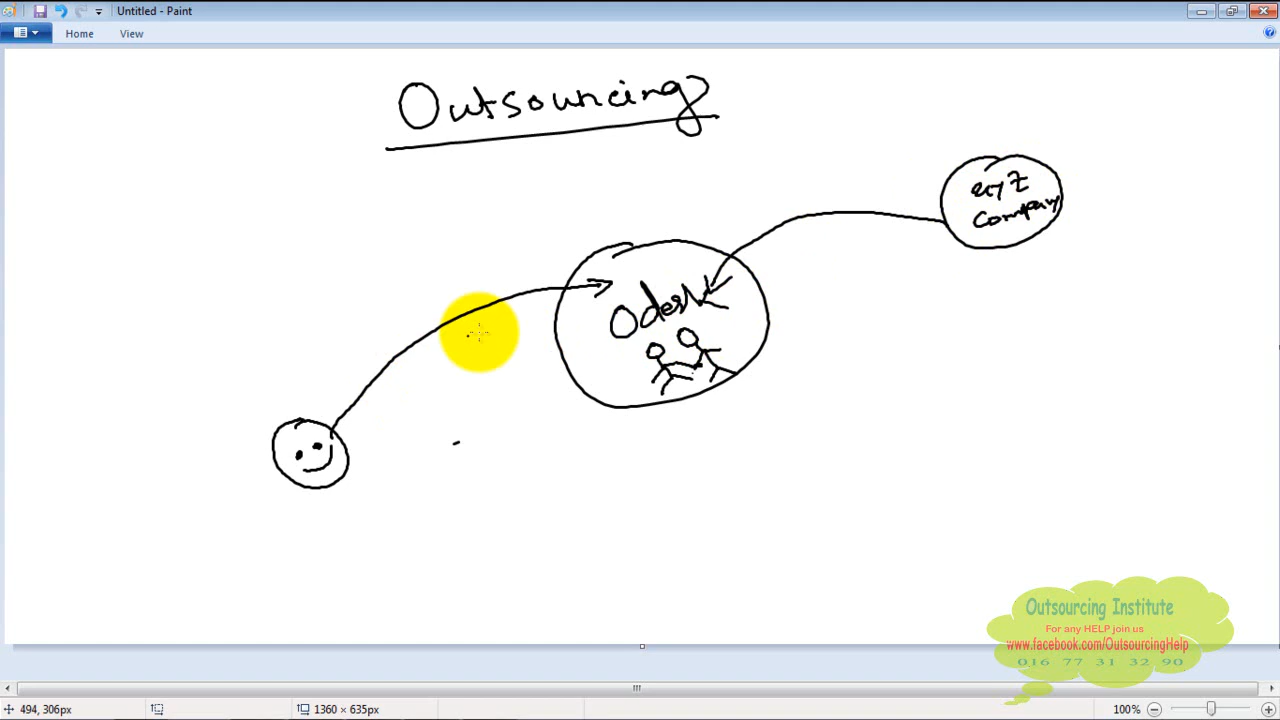 Untitled - Paint
Home
View
Outsourcing
xyz
Company
Odesk
Outsourcing Institute
For any HELP join us
www.facebook.com/OutsourcingHelp
016 77 31 32 90
494, 306px
1360 × 635px
100%